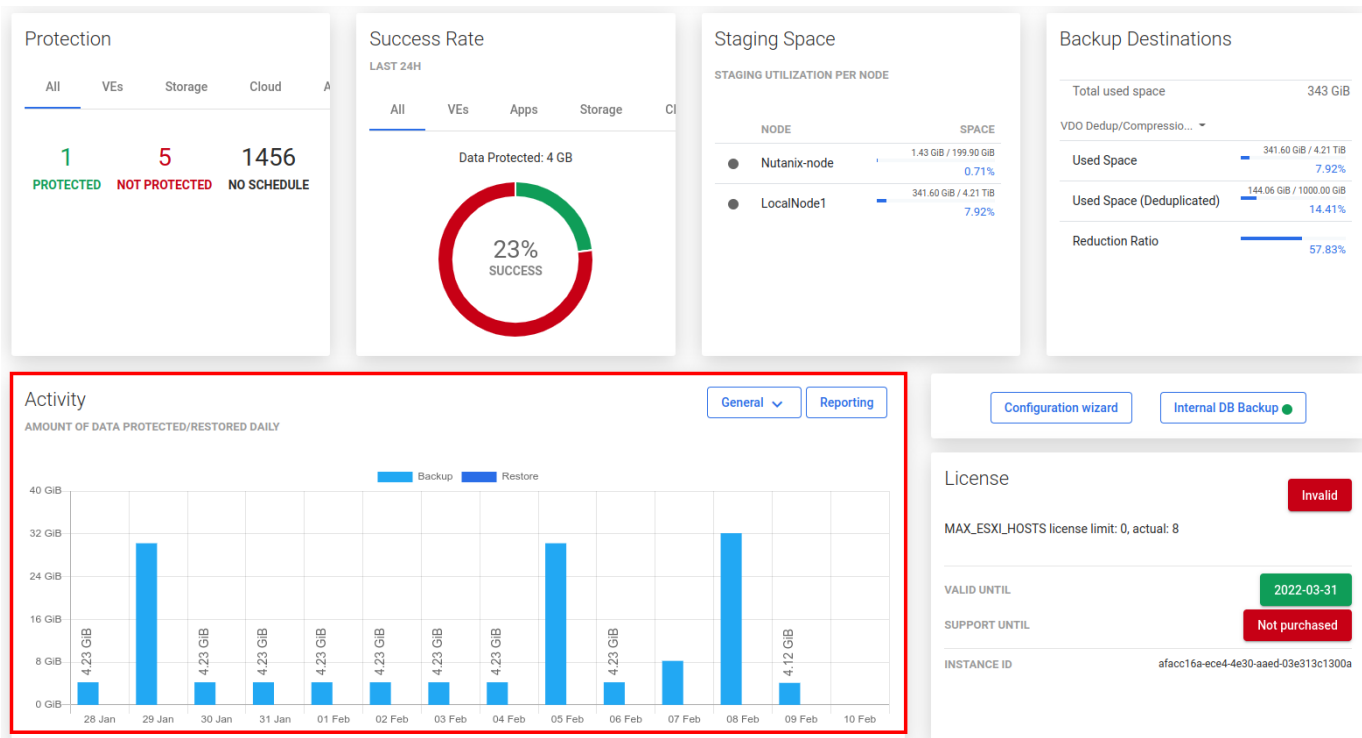 Protection
All VEs Storage Cloud A
1 5 1456
PROTECTED NOT PROTECTED NO SCHEDULE
Success Rate
LAST 24H
All VEs Apps Storage Cl
Data Protected: 4 GB
23%
SUCCESS
Staging Space
STAGING UTILIZATION PER NODE
NODE SPACE
Nutanix-node 1.43 GiB / 199.90 GiB
0.71%
LocalNode1 341.60 GiB / 4.21 TiB
7.92%
Backup Destinations
Total used space 343 GiB
VDO Dedup/Compressio...
Used Space 341.60 GiB / 4.21 TiB
7.92%
Used Space (Deduplicated) 144.06 GiB / 1000.00 GiB
14.41%
Reduction Ratio
57.83%
Activity
General Reporting
AMOUNT OF DATA PROTECTED/RESTORED DAILY
Backup Restore
40 GiB
32 GiB
24 GiB
16 GiB
8 GiB
0 GiB
4.23 GiB 4.23 GiB 4.23 GiB 4.23 GiB 4.23 GiB 4.23 GiB 4.23 GiB 4.23 GiB 4.12 GiB
28 Jan 29 Jan 30 Jan 31 Jan 01 Feb 02 Feb 03 Feb 04 Feb 05 Feb 06 Feb 07 Feb 08 Feb 09 Feb 10 Feb
Configuration wizard Internal DB Backup
License
Invalid
MAX_ESXI_HOSTS license limit: 0, actual: 8
VALID UNTIL 2022-03-31
SUPPORT UNTIL Not purchased
INSTANCE ID afacc16a-ece4-4e30-aaed-03e313c1300a